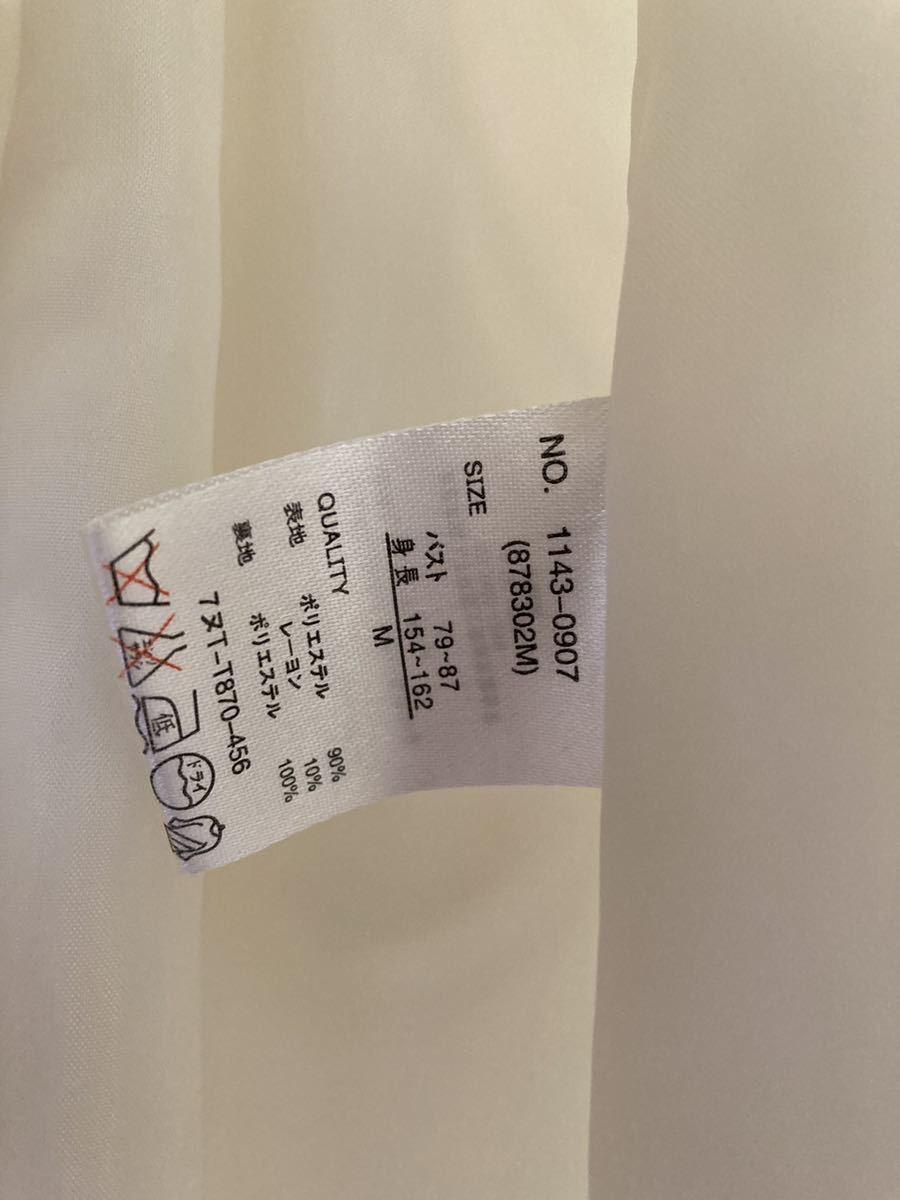 NO. 1143-0907
(878302M)
SIZE
バスト 79~87
身長 154~162
M
QUALITY
表地 ポリエステル 90%
レーヨン 10%
裏地 ポリエステル 100%
7ヌT-T870-456
低
ドライ